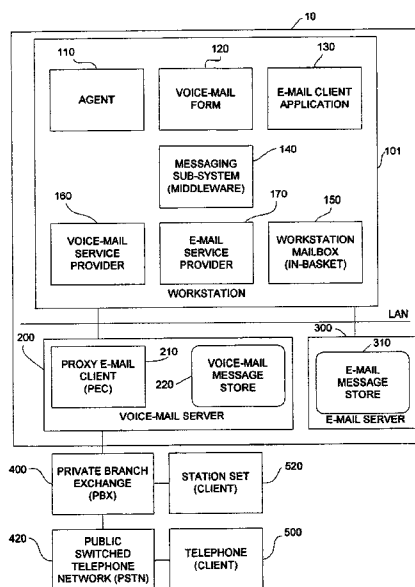 10
110
120
130
AGENT
VOICE-MAIL
FORM
E-MAIL CLIENT
APPLICATION
101
140
MESSAGING
SUB-SYSTEM
(MIDDLEWARE)
160
170
150
VOICE-MAIL
SERVICE
PROVIDER
E-MAIL
SERVICE
PROVIDER
WORKSTATION
MAILBOX
(IN-BASKET)
WORKSTATION
LAN
200
210
300
310
PROXY E-MAIL
CLIENT
(PEC)
220
VOICE-MAIL
MESSAGE
STORE
E-MAIL
MESSAGE
STORE
VOICE-MAIL SERVER
E-MAIL SERVER
400
PRIVATE BRANCH
EXCHANGE
(PBX)
STATION SET
(CLIENT)
520
420
PUBLIC
SWITCHED
TELEPHONE
NETWORK (PSTN)
TELEPHONE
(CLIENT)
500